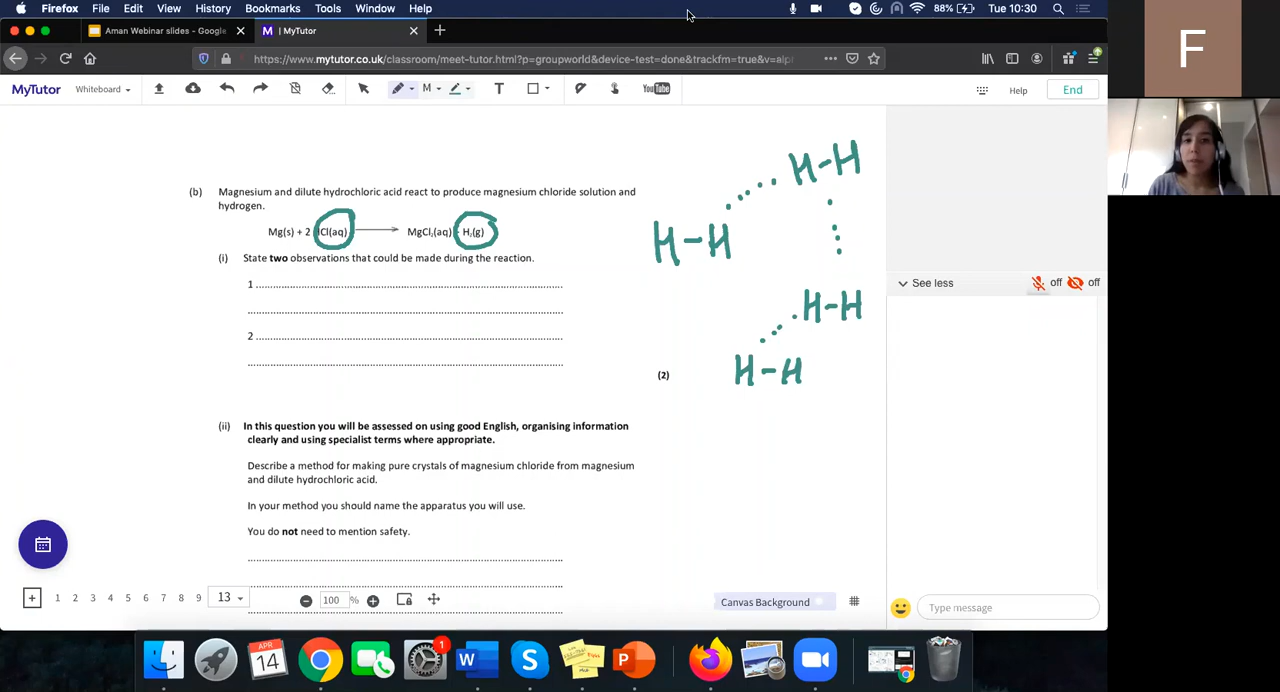 Firefox File Edit View History Bookmarks Tools Window Help 88% Tue 10:30
Aman Webinar slides - Google MyTutor
https://www.mytutor.co.uk/classroom/meet-tutor.html?p=groupworld&device-test=done&trackfm=true&v=alph
MyTutor Whiteboard M T YouTube Help End
(b) Magnesium and dilute hydrochloric acid react to produce magnesium chloride solution and
hydrogen.
Mg(s) + 2 HCl(aq) → MgCl₂(aq) + H₂(g)
(i) State two observations that could be made during the reaction.
1
2
(2)
(ii) In this question you will be assessed on using good English, organising information
clearly and using specialist terms where appropriate.
Describe a method for making pure crystals of magnesium chloride from magnesium
and dilute hydrochloric acid.
In your method you should name the apparatus you will use.
You do not need to mention safety.
H-H
H-H
H-H
H-H
F
See less off off
1 2 3 4 5 6 7 8 9 13
100 %
Canvas Background
Type message
APR
14
1
W
S
P